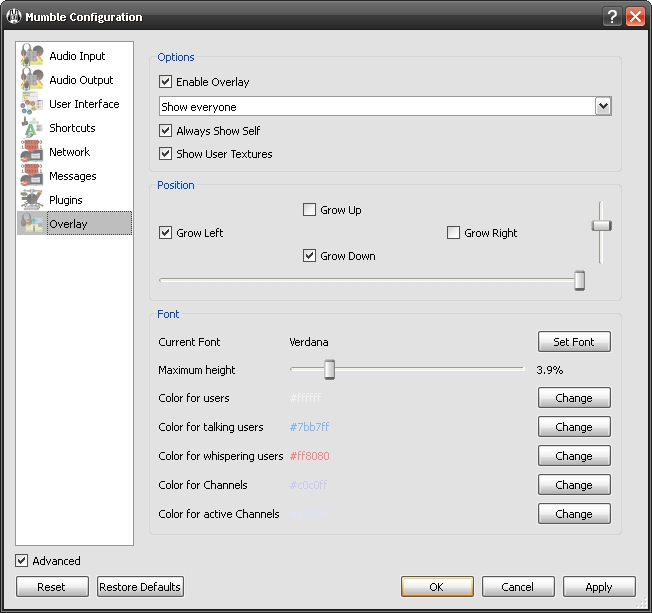 Mumble Configuration
Audio Input
Audio Output
User Interface
Shortcuts
Network
Messages
Plugins
Overlay
Options
Enable Overlay
Show everyone
Always Show Self
Show User Textures
Position
Grow Up
Grow Left
Grow Right
Grow Down
Font
Current Font Verdana Set Font
Maximum height 3.9%
Color for users #ffffff Change
Color for talking users #7bb7ff Change
Color for whispering users #ff8080 Change
Color for Channels #c0c0ff Change
Color for active Channels Change
Advanced
Reset Restore Defaults OK Cancel Apply